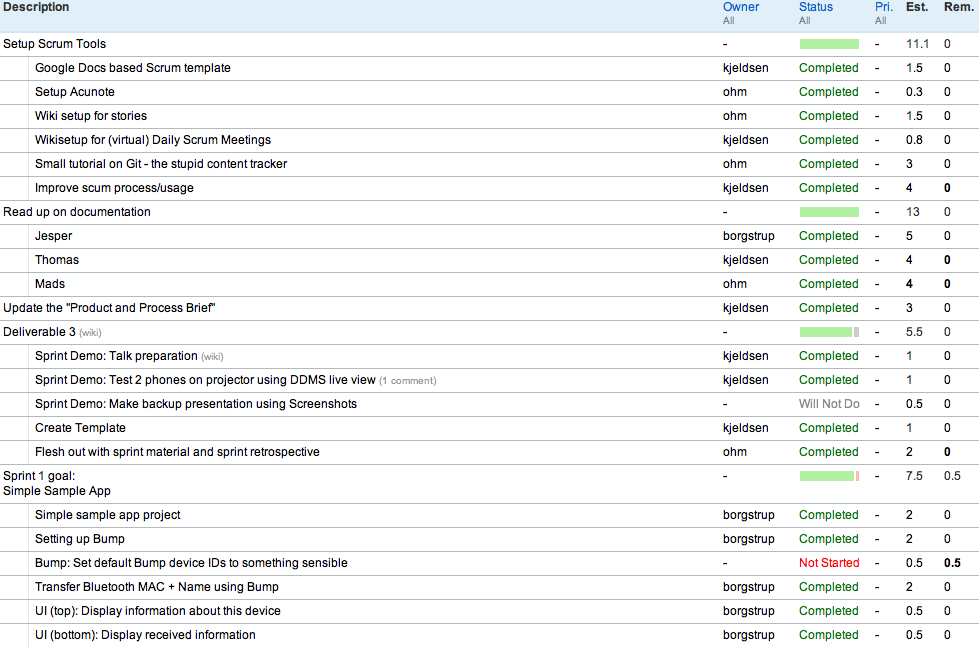 Description Owner Status Pri. Est. Rem.
All All All
Setup Scrum Tools - - 11.1 0
Google Docs based Scrum template kjeldsen Completed - 1.5 0
Setup Acunote ohm Completed - 0.3 0
Wiki setup for stories ohm Completed - 1.5 0
Wikisetup for (virtual) Daily Scrum Meetings kjeldsen Completed - 0.8 0
Small tutorial on Git - the stupid content tracker ohm Completed - 3 0
Improve scum process/usage kjeldsen Completed - 4 0
Read up on documentation - - 13 0
Jesper borgstrup Completed - 5 0
Thomas kjeldsen Completed - 4 0
Mads ohm Completed - 4 0
Update the "Product and Process Brief" kjeldsen Completed - 3 0
Deliverable 3 (wiki) - - 5.5 0
Sprint Demo: Talk preparation (wiki) kjeldsen Completed - 1 0
Sprint Demo: Test 2 phones on projector using DDMS live view (1 comment) kjeldsen Completed - 1 0
Sprint Demo: Make backup presentation using Screenshots - Will Not Do - 0.5 0
Create Template kjeldsen Completed - 1 0
Flesh out with sprint material and sprint retrospective ohm Completed - 2 0
Sprint 1 goal: - - 7.5 0.5
Simple Sample App
Simple sample app project borgstrup Completed - 2 0
Setting up Bump borgstrup Completed - 2 0
Bump: Set default Bump device IDs to something sensible - Not Started - 0.5 0.5
Transfer Bluetooth MAC + Name using Bump borgstrup Completed - 2 0
UI (top): Display information about this device borgstrup Completed - 0.5 0
UI (bottom): Display received information borgstrup Completed - 0.5 0